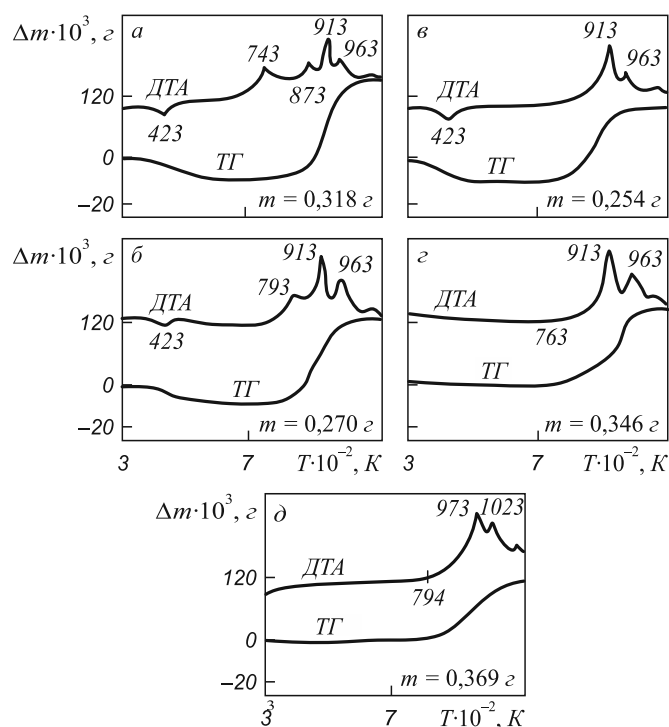 Δm·10³, г
а
913
963
743
873
120
ДТА
423
0
ТГ
–20
m = 0,318 г
7
в
913
963
ДТА
423
ТГ
m = 0,254 г
Δm·10³, г
б
913
963
793
ДТА
120
423
0
ТГ
–20
m = 0,270 г
3
7
T·10⁻², К
г
913
963
ДТА
763
ТГ
m = 0,346 г
3
7
T·10⁻², К
Δm·10³, г
д
973
1023
120
ДТА
794
0
ТГ
–20
m = 0,369 г
3
7
T·10⁻², К